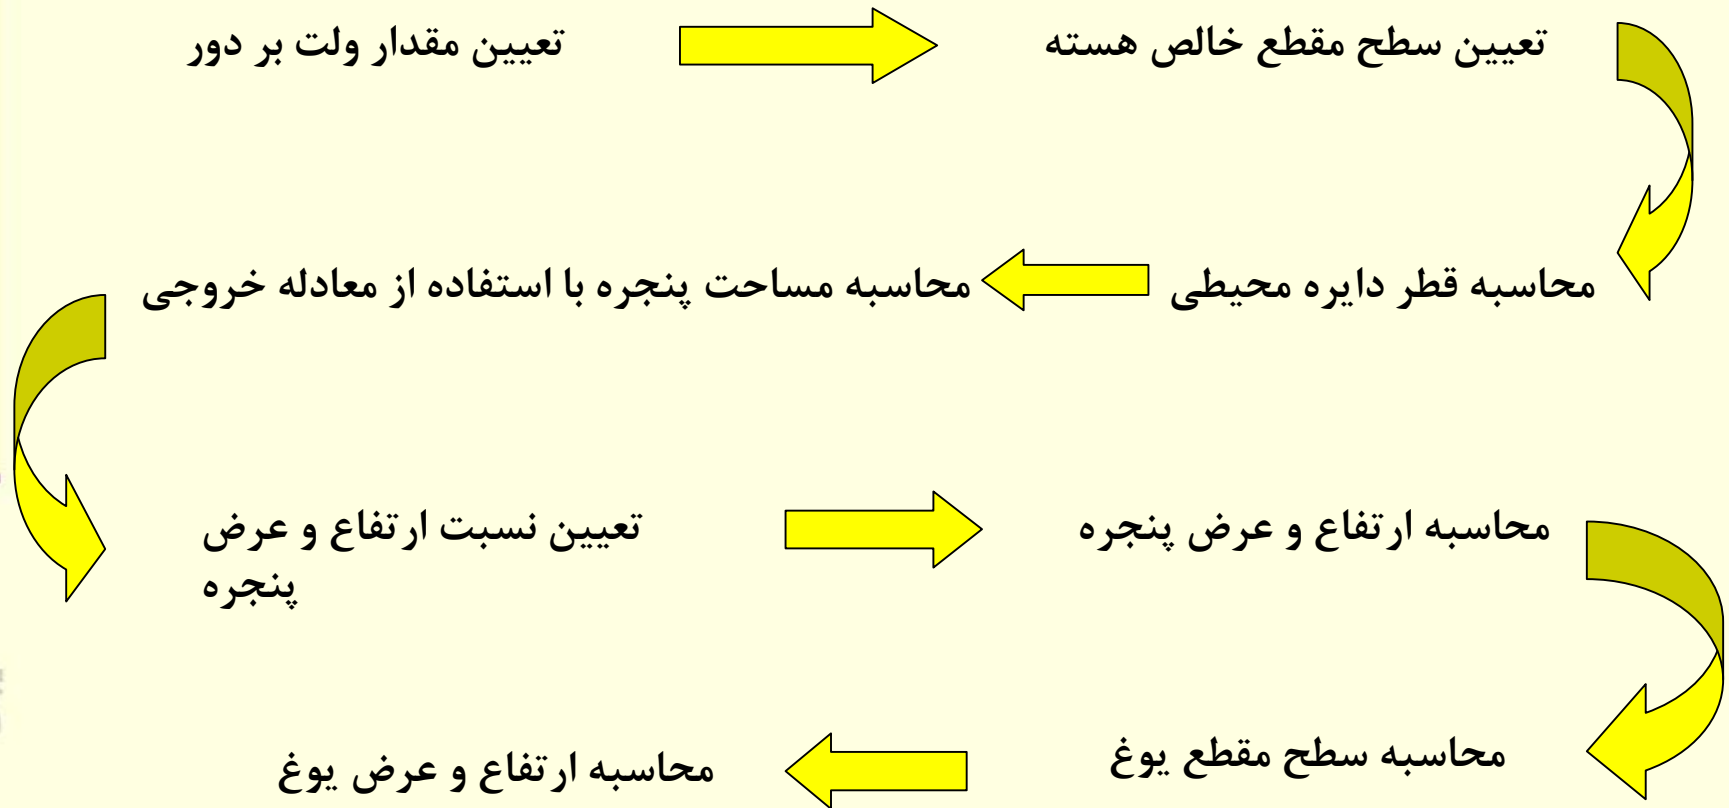 تعیین مقدار ولت بر دور
تعیین سطح مقطع خالص هسته
محاسبه قطر دایره محیطی
محاسبه مساحت پنجره با استفاده از معادله خروجی
تعیین نسبت ارتفاع و عرض
پنجره
محاسبه ارتفاع و عرض پنجره
محاسبه سطح مقطع یوغ
محاسبه ارتفاع و عرض یوغ